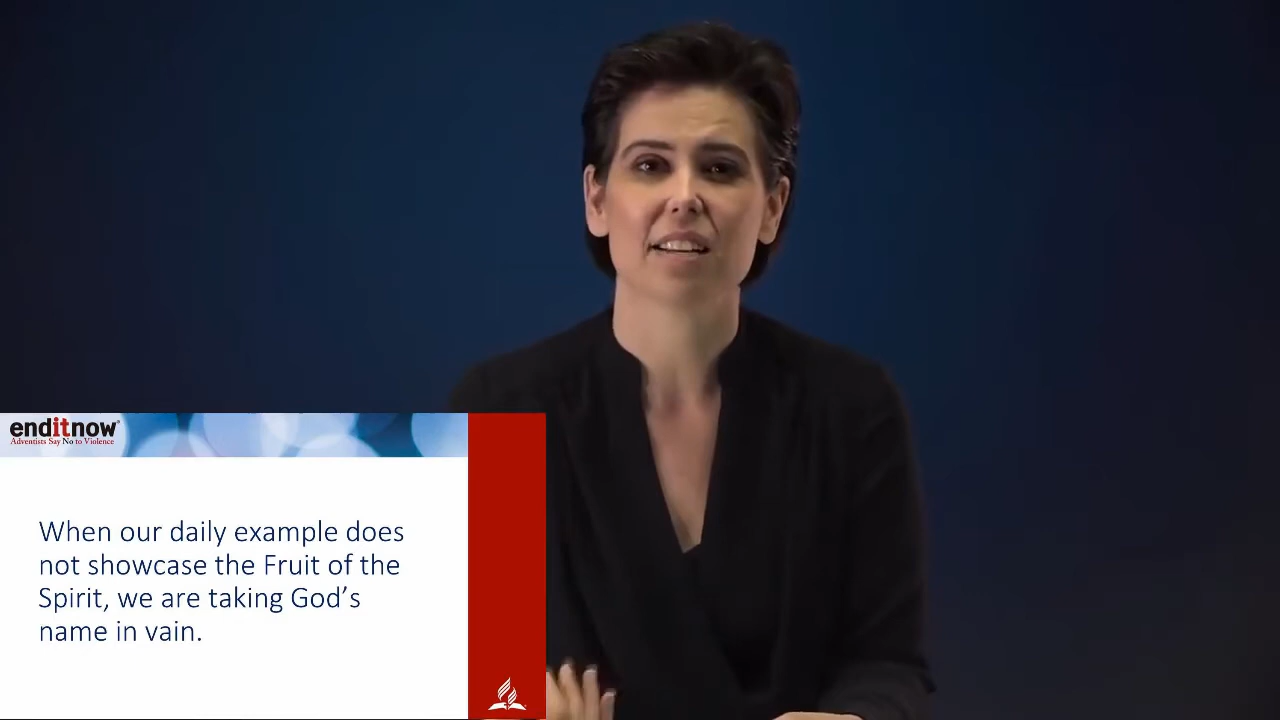 enditnow®
Adventists Say No to Violence
When our daily example does
not showcase the Fruit of the
Spirit, we are taking God’s
name in vain.